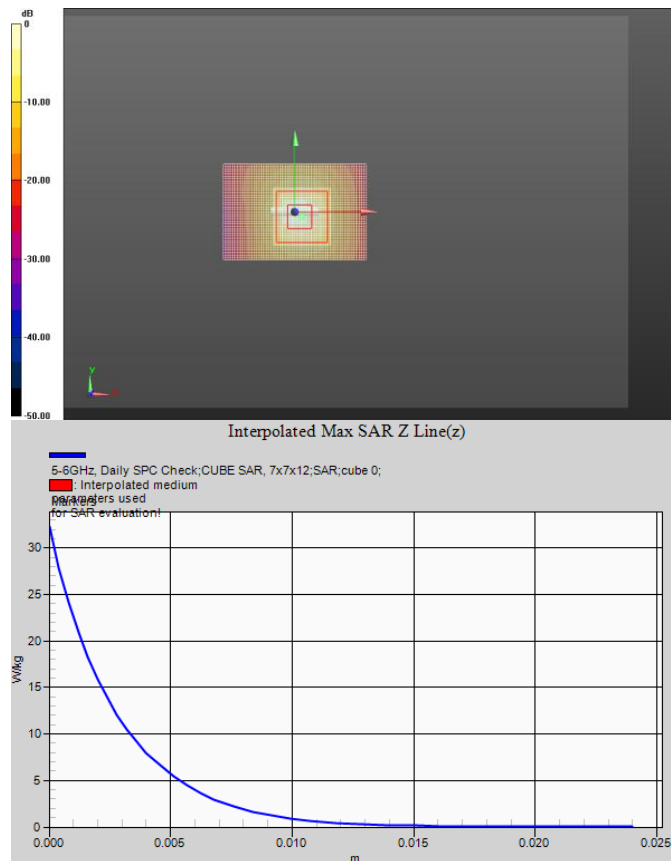 dB
0
-10.00
-20.00
-30.00
-40.00
-50.00
Y
Interpolated Max SAR Z Line(z)
5-6GHz, Daily SPC Check;CUBE SAR, 7x7x12;SAR;cube 0;
: Interpolated medium
parameters used
Markers
for SAR evaluation!
30
25
20
15
10
5
0
W/kg
0.000 0.005 0.010 0.015 0.020 0.025
m